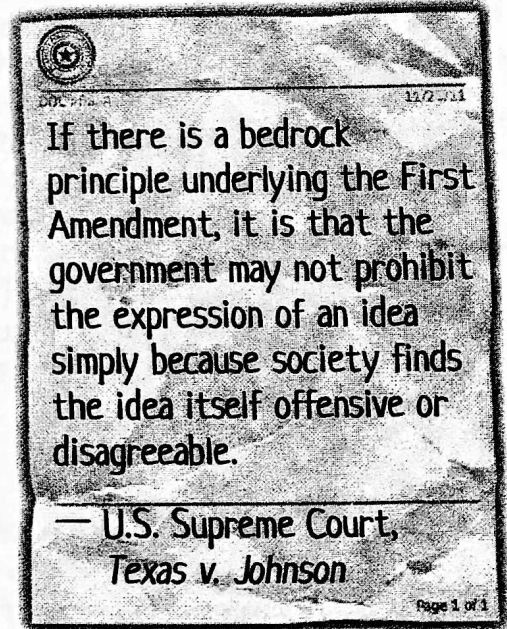 If there is a bedrock
principle underlying the First
Amendment, it is that the
government may not prohibit
the expression of an idea
simply because society finds
the idea itself offensive or
disagreeable.
— U.S. Supreme Court,
Texas v. Johnson
Page 1 of 1